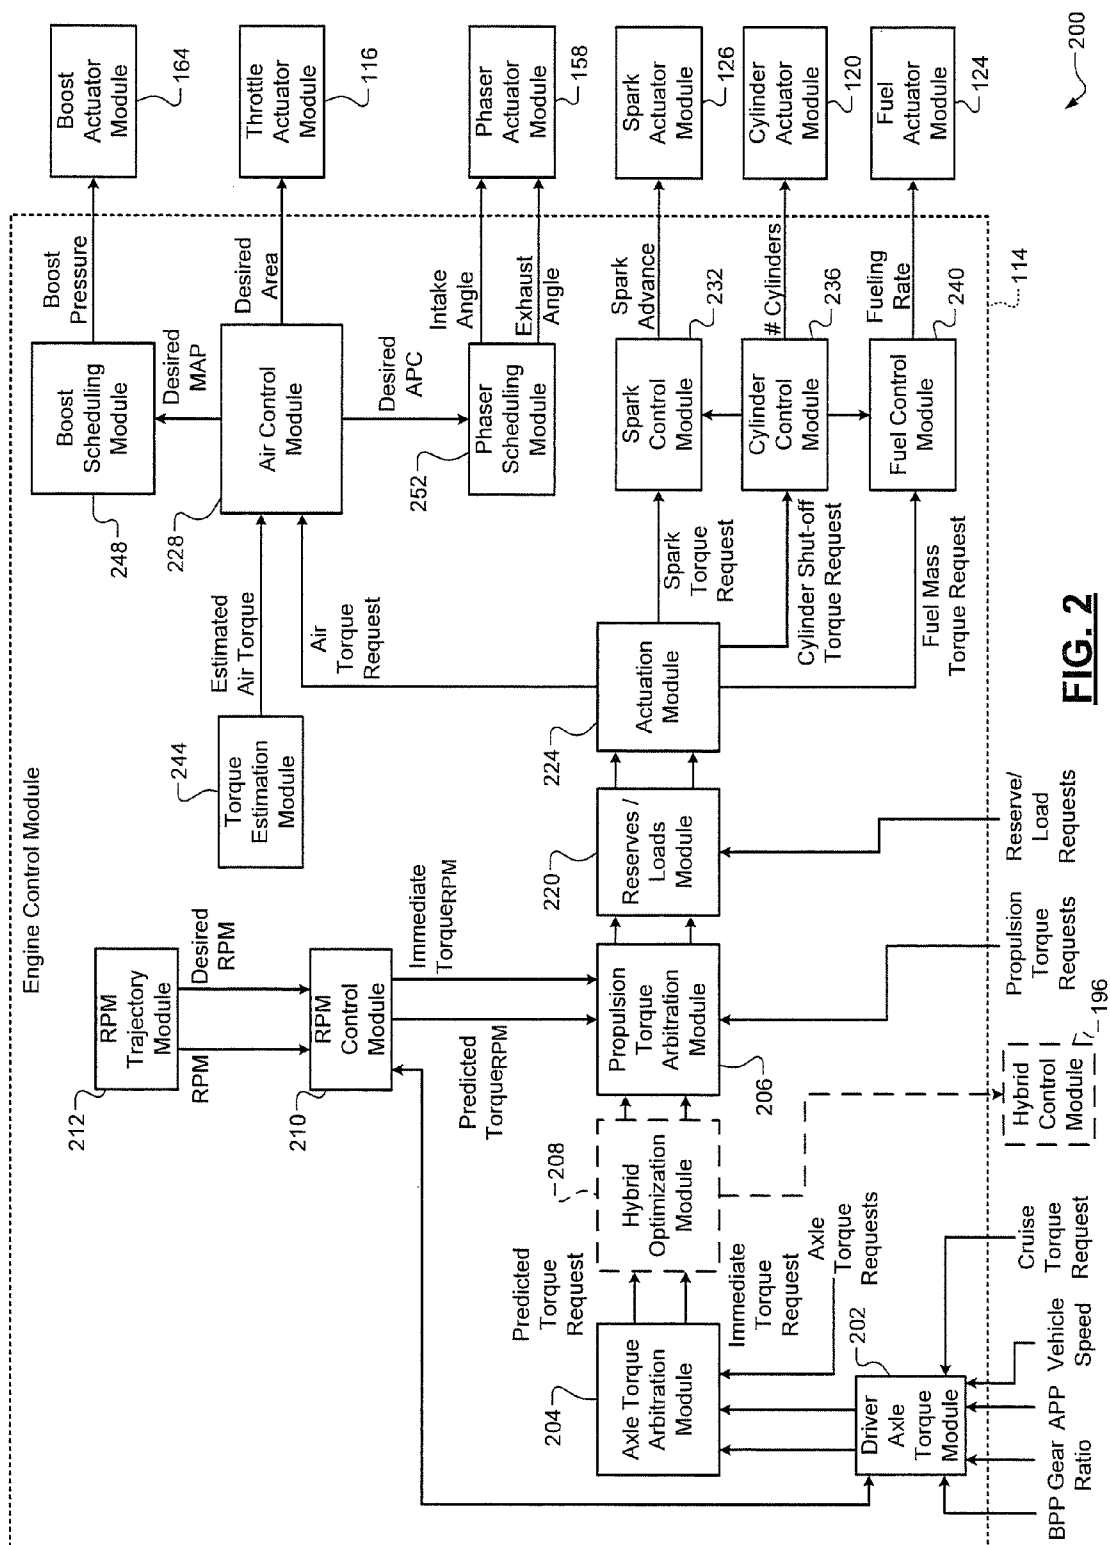 Engine Control Module
RPM
Trajectory
Module
212
RPM
Desired
RPM
RPM
Control
Module
210
Predicted
TorqueRPM
Immediate
TorqueRPM
244
Torque
Estimation
Module
Estimated
Air Torque
Air
Torque
Request
248
Boost
Scheduling
Module
Boost
Pressure
Boost
Actuator
Module
164
Desired
MAP
228
Air Control
Module
Desired
Area
Throttle
Actuator
Module
116
Desired
APC
252
Phaser
Scheduling
Module
Intake
Angle
Exhaust
Angle
Phaser
Actuator
Module
158
204
Axle Torque
Arbitration
Module
Predicted
Torque
Request
Immediate
Torque
Request
208
Hybrid
Optimization
Module
Propulsion
Torque
Arbitration
Module
206
220
Reserves /
Loads
Module
224
Actuation
Module
Spark
Torque
Request
Spark
Control
Module
232
Spark
Advance
Spark
Actuator
Module
126
Cylinder Shut-off
Torque Request
Cylinder
Control
Module
236
# Cylinders
Cylinder
Actuator
Module
120
Fuel Mass
Torque Request
Fuel Control
Module
240
Fueling
Rate
Fuel
Actuator
Module
124
Axle
Torque
Requests
Driver
Axle
Torque
Module
202
BPP
Gear
Ratio
APP
Vehicle
Speed
Cruise
Torque
Request
Hybrid
Control
Module
196
Propulsion
Torque
Requests
Reserve/
Load
Requests
114
200
FIG. 2